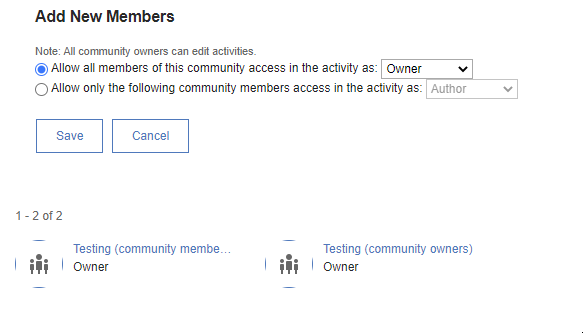 Add New Members
Note: All community owners can edit activities.
Allow all members of this community access in the activity as: Owner
Allow only the following community members access in the activity as: Author
Save Cancel
1 - 2 of 2
Testing (community membe… Testing (community owners)
Owner Owner